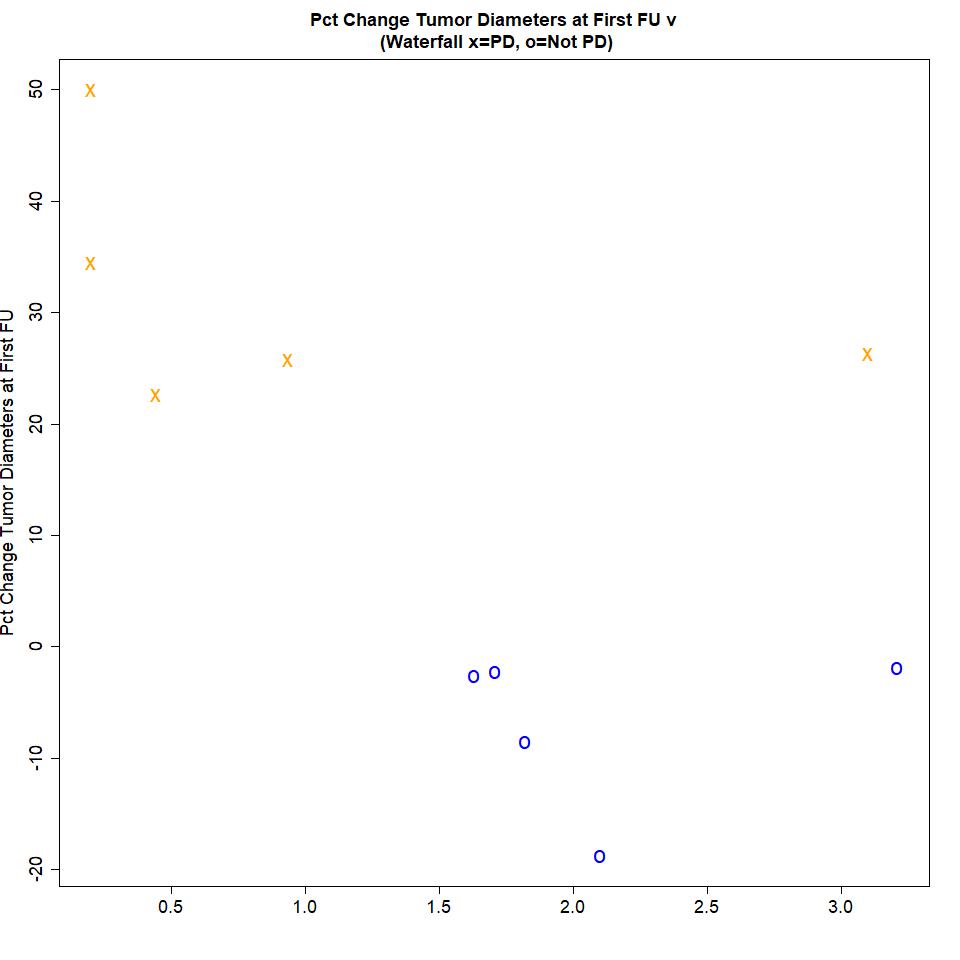 Pct Change Tumor Diameters at First FU v
(Waterfall x=PD, o=Not PD)
Pct Change Tumor Diameters at First FU
50
40
30
20
10
0
-10
-20
x
x
x
x
x
o
o
o
o
o
0.5
1.0
1.5
2.0
2.5
3.0